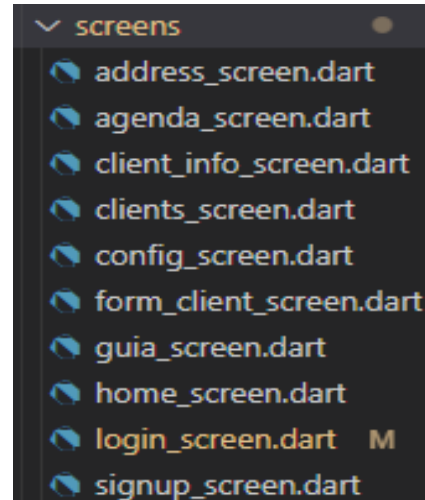 screens
address_screen.dart
agenda_screen.dart
client_info_screen.dart
clients_screen.dart
config_screen.dart
form_client_screen.dart
guia_screen.dart
home_screen.dart
login_screen.dart M
signup_screen.dart